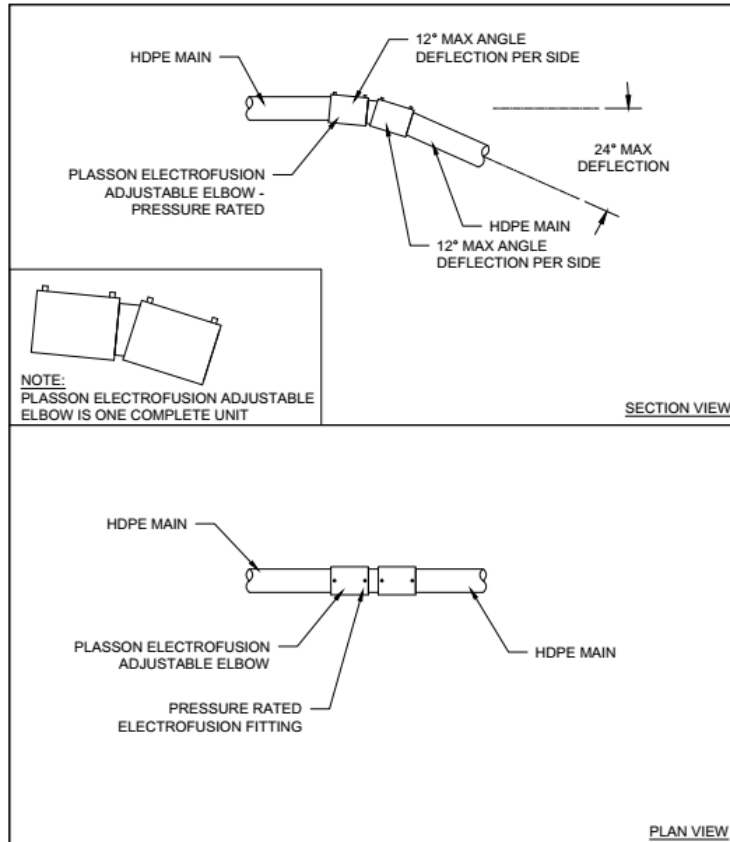 12° MAX ANGLE
DEFLECTION PER SIDE
HDPE MAIN
24° MAX
DEFLECTION
PLASSON ELECTROFUSION
ADJUSTABLE ELBOW -
PRESSURE RATED
HDPE MAIN
12° MAX ANGLE
DEFLECTION PER SIDE
NOTE:
PLASSON ELECTROFUSION ADJUSTABLE
ELBOW IS ONE COMPLETE UNIT
SECTION VIEW
HDPE MAIN
PLASSON ELECTROFUSION
ADJUSTABLE ELBOW
HDPE MAIN
PRESSURE RATED
ELECTROFUSION FITTING
PLAN VIEW